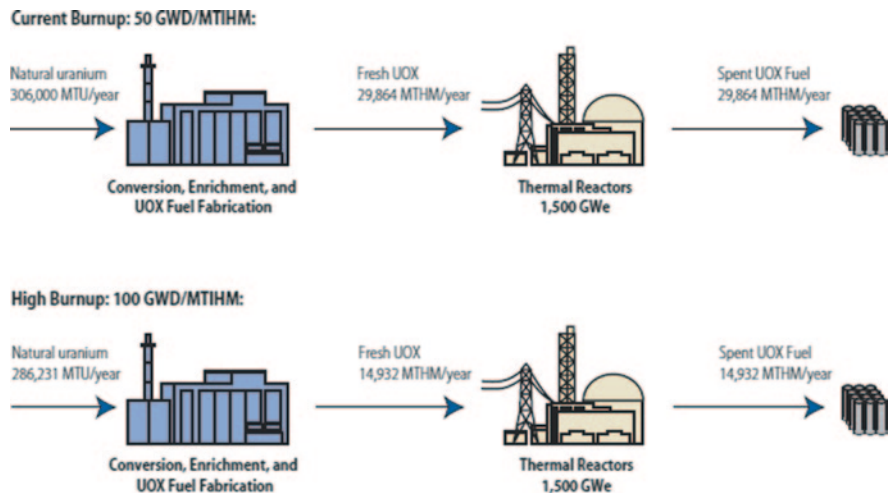 Current Burnup: 50 GWD/MTIHM:
Natural uranium
306,000 MTU/year
Fresh UOX
29,864 MTHM/year
Spent UOX Fuel
29,864 MTHM/year
Conversion, Enrichment, and
UOX Fuel Fabrication
Thermal Reactors
1,500 GWe
High Burnup: 100 GWD/MTIHM:
Natural uranium
286,231 MTU/year
Fresh UOX
14,932 MTHM/year
Spent UOX Fuel
14,932 MTHM/year
Conversion, Enrichment, and
UOX Fuel Fabrication
Thermal Reactors
1,500 GWe